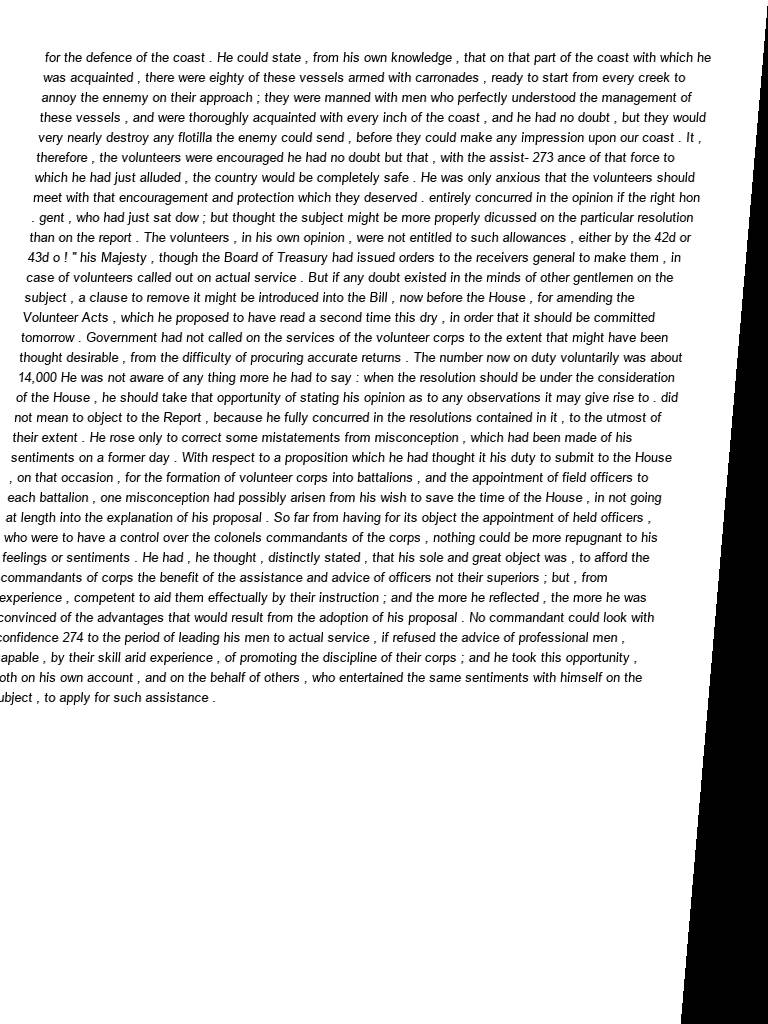 for the defence of the coast . He could state , from his own knowledge , that on that part of the coast with which he
was acquainted , there were eighty of these vessels armed with carronades , ready to start from every creek to
annoy the ennemy on their approach ; they were manned with men who perfectly understood the management of
these vessels , and were thoroughly acquainted with every inch of the coast , and he had no doubt , but they would
very nearly destroy any flotilla the enemy could send , before they could make any impression upon our coast . It ,
therefore , the volunteers were encouraged he had no doubt but that , with the assist- 273 ance of that force to
which he had just alluded , the country would be completely safe . He was only anxious that the volunteers should
meet with that encouragement and protection which they deserved . entirely concurred in the opinion if the right hon
. gent , who had just sat dow ; but thought the subject might be more properly dicussed on the particular resolution
than on the report . The volunteers , in his own opinion , were not entitled to such allowances , either by the 42d or
43d o ! " his Majesty , though the Board of Treasury had issued orders to the receivers general to make them , in
case of volunteers called out on actual service . But if any doubt existed in the minds of other gentlemen on the
subject , a clause to remove it might be introduced into the Bill , now before the House , for amending the
Volunteer Acts , which he proposed to have read a second time this dry , in order that it should be committed
tomorrow . Government had not called on the services of the volunteer corps to the extent that might have been
thought desirable , from the difficulty of procuring accurate returns . The number now on duty voluntarily was about
14,000 He was not aware of any thing more he had to say : when the resolution should be under the consideration
of the House , he should take that opportunity of stating his opinion as to any observations it may give rise to . did
not mean to object to the Report , because he fully concurred in the resolutions contained in it , to the utmost of
their extent . He rose only to correct some mistatements from misconception , which had been made of his
sentiments on a former day . With respect to a proposition which he had thought it his duty to submit to the House
, on that occasion , for the formation of volunteer corps into battalions , and the appointment of field officers to
each battalion , one misconception had possibly arisen from his wish to save the time of the House , in not going
at length into the explanation of his proposal . So far from having for its object the appointment of held officers ,
who were to have a control over the colonels commandants of the corps , nothing could be more repugnant to his
feelings or sentiments . He had , he thought , distinctly stated , that his sole and great object was , to afford the
commandants of corps the benefit of the assistance and advice of officers not their superiors ; but , from
experience , competent to aid them effectually by their instruction ; and the more he reflected , the more he was
convinced of the advantages that would result from the adoption of his proposal . No commandant could look with
confidence 274 to the period of leading his men to actual service , if refused the advice of professional men ,
apable , by their skill arid experience , of promoting the discipline of their corps ; and he took this opportunity ,
oth on his own account , and on the behalf of others , who entertained the same sentiments with himself on the
ubject , to apply for such assistance .